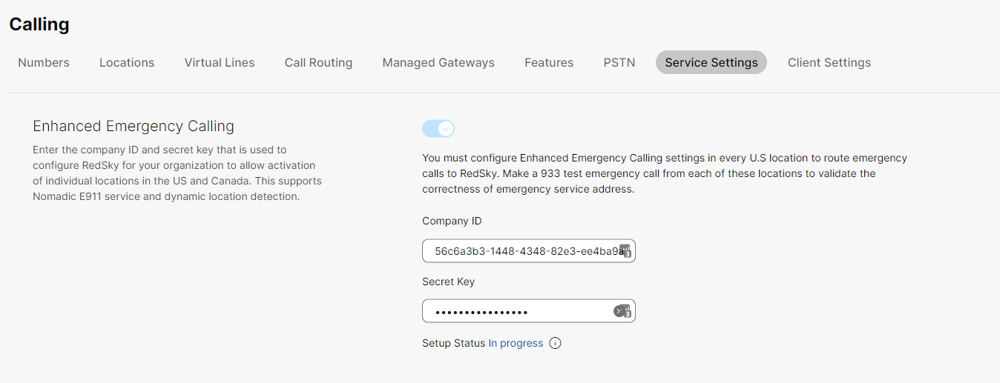 Calling
Numbers Locations Virtual Lines Call Routing Managed Gateways Features PSTN Service Settings Client Settings
Enhanced Emergency Calling
Enter the company ID and secret key that is used to
configure RedSky for your organization to allow activation
of individual locations in the US and Canada. This supports
Nomadic E911 service and dynamic location detection.
You must configure Enhanced Emergency Calling settings in every U.S location to route emergency
calls to RedSky. Make a 933 test emergency call from each of these locations to validate the
correctness of emergency service address.
Company ID
56c6a3b3-1448-4348-82e3-ee4ba9a
3
Secret Key
••••••••••••••••
3
Setup Status In progress